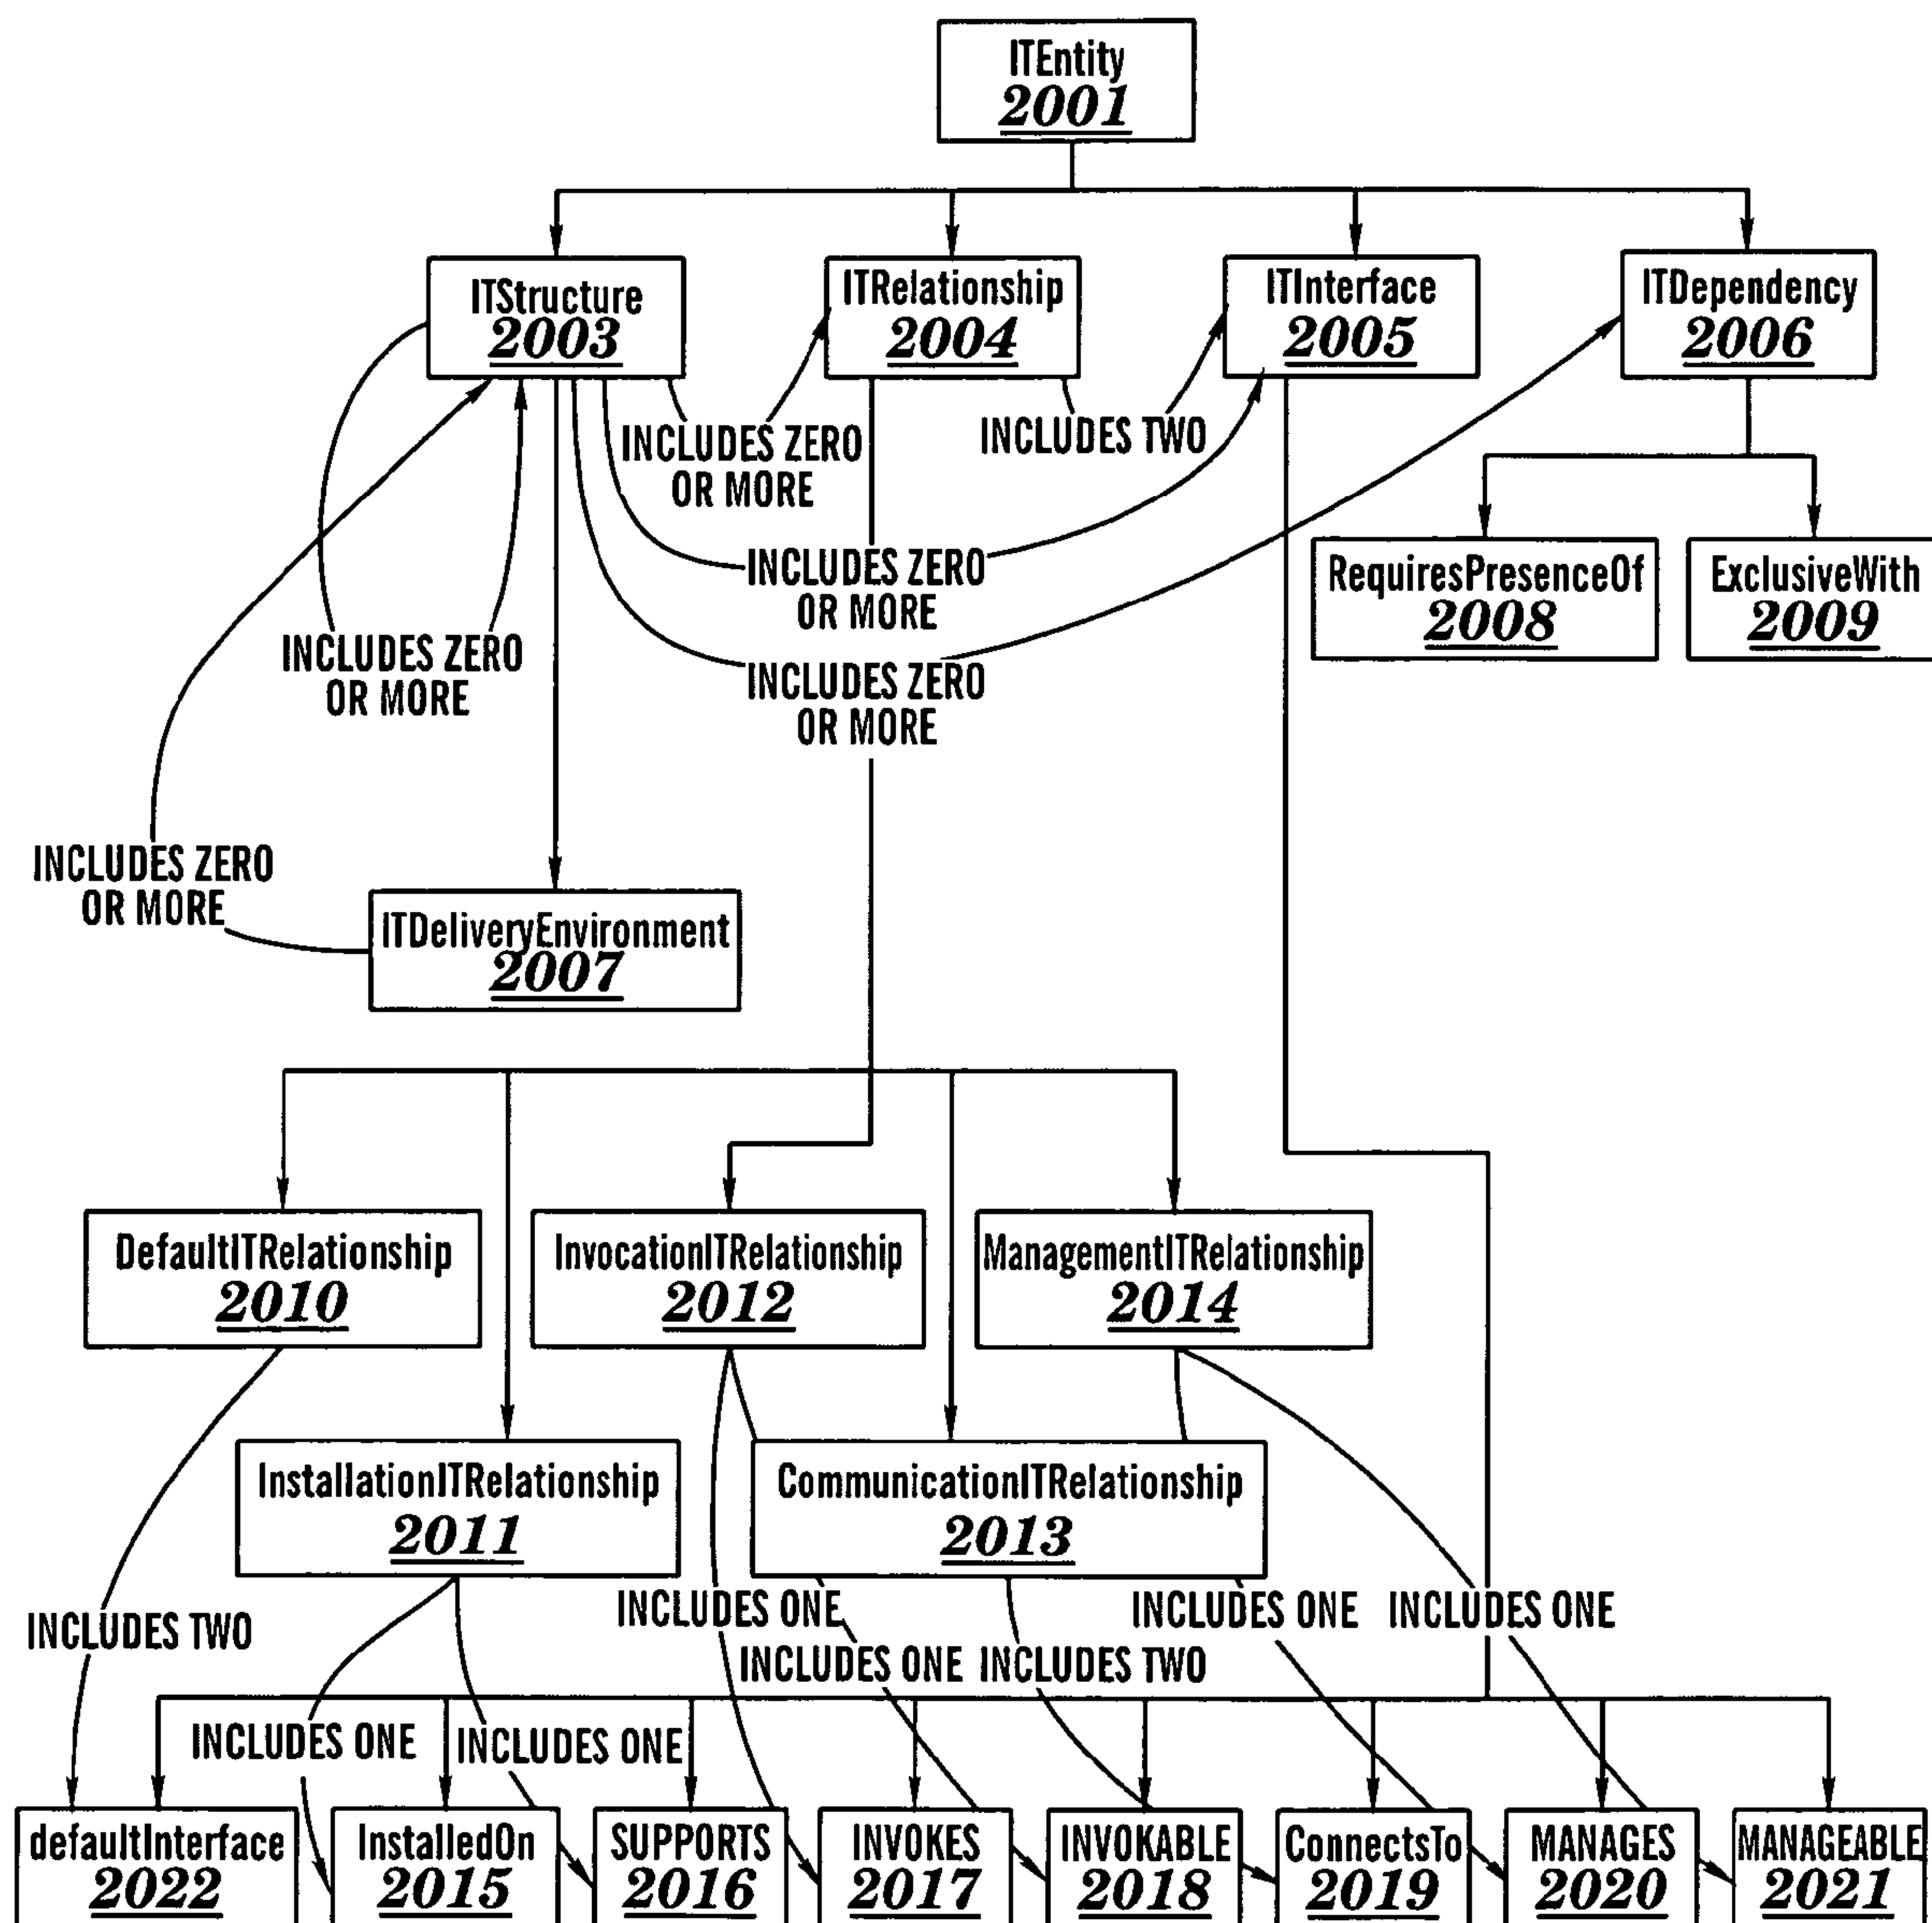 ITEntity
2001
ITStructure
2003
ITRelationship
2004
ITInterface
2005
ITDependency
2006
INCLUDES ZERO
OR MORE
INCLUDES TWO
INCLUDES ZERO
OR MORE
RequiresPresenceOf
2008
ExclusiveWith
2009
INCLUDES ZERO
OR MORE
INCLUDES ZERO
OR MORE
INCLUDES ZERO
OR MORE
ITDeliveryEnvironment
2007
DefaultITRelationship
2010
InvocationITRelationship
2012
ManagementITRelationship
2014
InstallationITRelationship
2011
CommunicationITRelationship
2013
INCLUDES TWO
INCLUDES ONE
INCLUDES ONE
INCLUDES TWO
INCLUDES ONE
INCLUDES ONE
INCLUDES ONE
INCLUDES ONE
defaultInterface
2022
InstalledOn
2015
SUPPORTS
2016
INVOKES
2017
INVOKABLE
2018
ConnectsTo
2019
MANAGES
2020
MANAGEABLE
2021